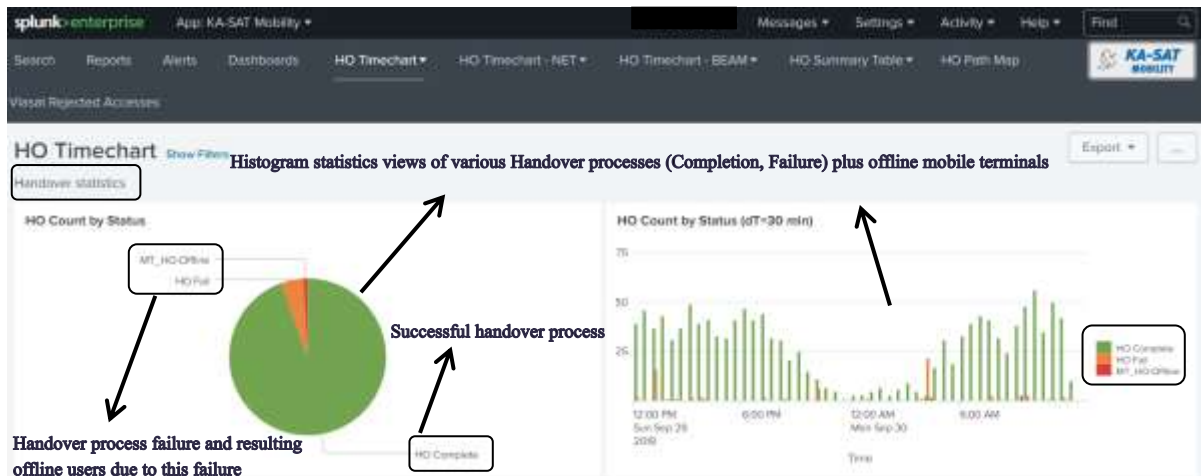 splunk>enterprise App: KA-SAT Mobility Messages Settings Activity Help Find
Search Reports Alerts Dashboards HO Timechart HO Timechart - NET HO Timechart - BEAM HO Summary Table HO Path Map KA-SAT
MOBILITY
Viasat Rejected Accesses
HO Timechart Show Filters Export ...
Histogram statistics views of various Handover processes (Completion, Failure) plus offline mobile terminals
Handover statistics
HO Count by Status
MT_HO-Offline
HO Fail
Successful handover process
HO Complete
Handover process failure and resulting
offline users due to this failure
HO Count by Status (dT=30 min)
75
50
25
12:00 PM 6:00 PM 12:00 AM 6:00 AM
Sun Sep 29 Mon Sep 30
2019
Time
HO Complete
HO Fail
MT_HO-Offline